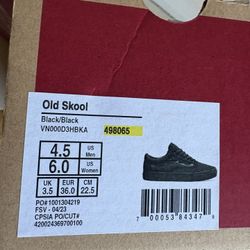 Old Skool
Black/Black
VN000D3HBKA 498065
4.5 US Men
6.0 US Women
UK 3.5 EUR 36.0 CM 22.5
PO#1001304219
FSV - 04/23
CPSIA PO/CUT#
420024369700100
7 00053 84347 9